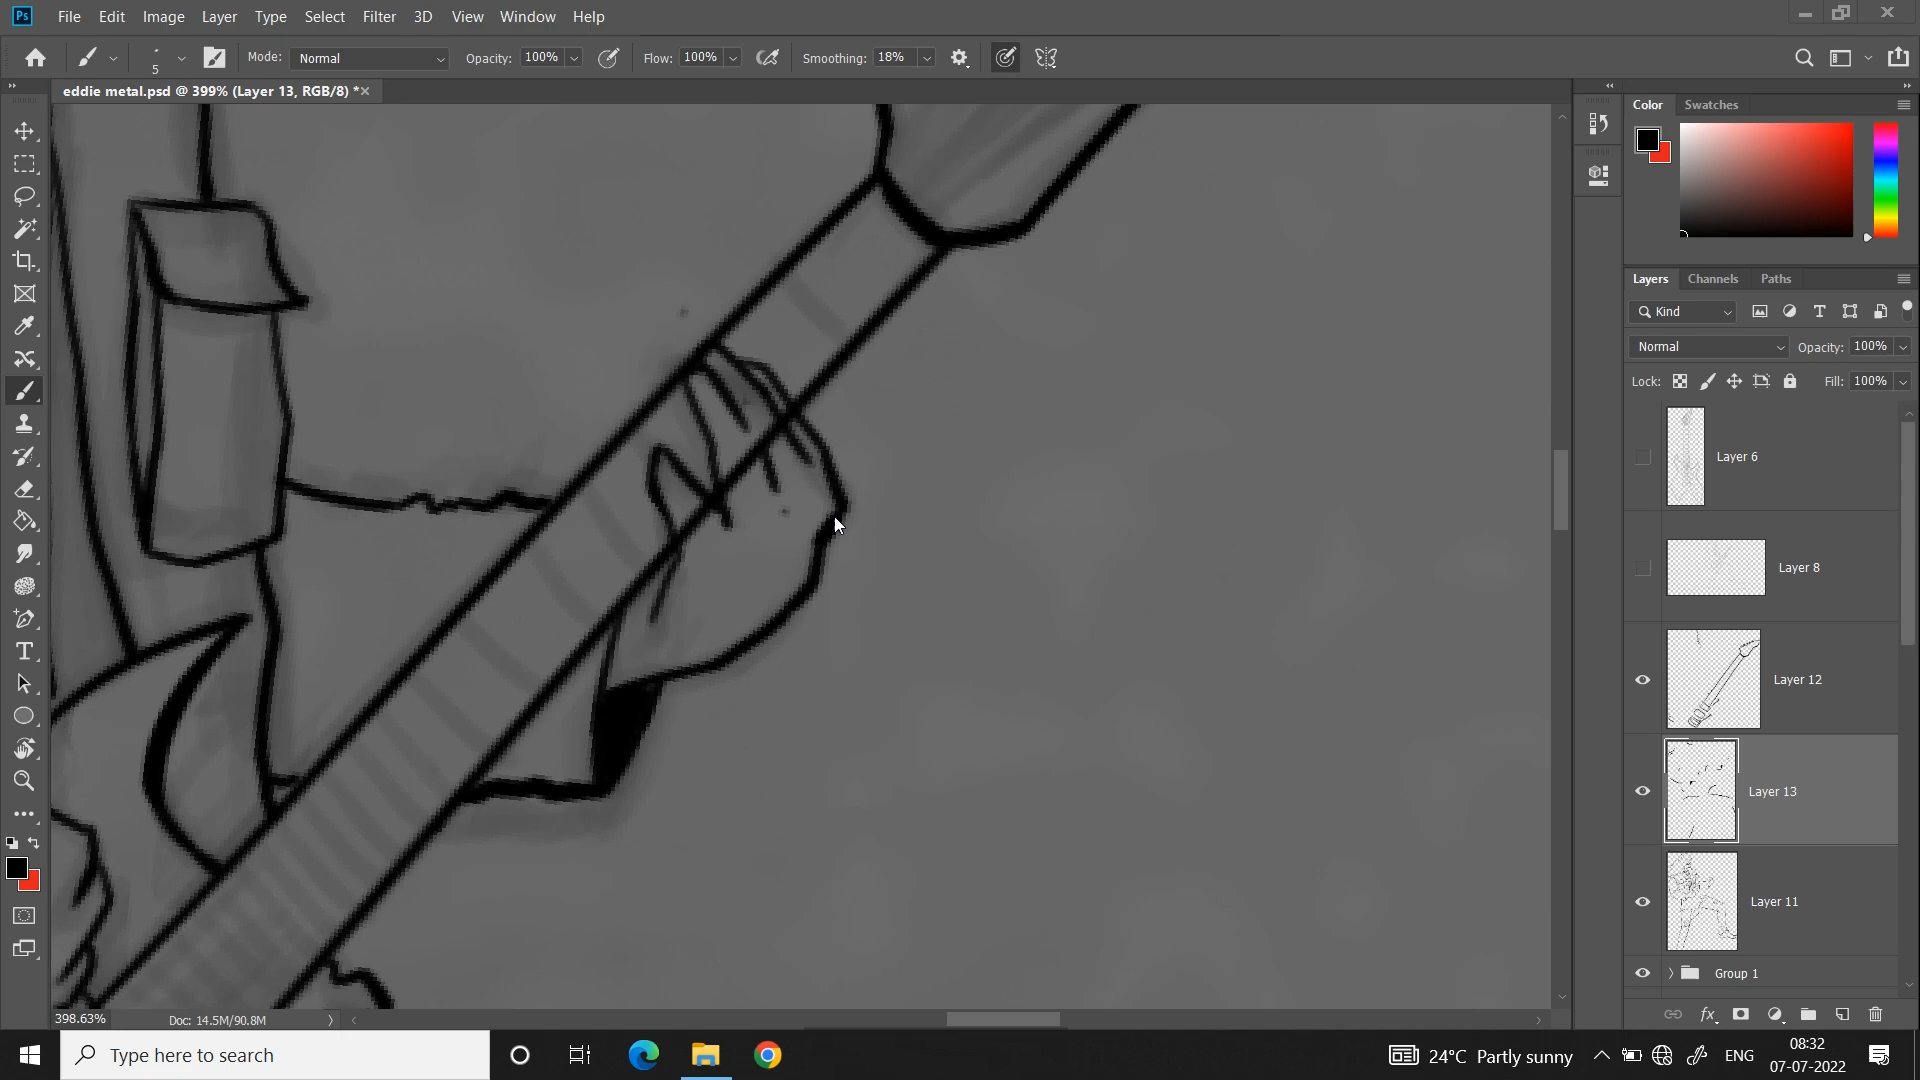 Ps File Edit Image Layer Type Select Filter 3D View Window Help
5 Mode: Normal Opacity: 100% Flow: 100% Smoothing: 18%
eddie metal.psd @ 399% (Layer 13, RGB/8) *
Color Swatches
Layers Channels Paths
Kind
Normal Opacity: 100%
Lock: Fill: 100%
Layer 6
Layer 8
Layer 12
Layer 13
Layer 11
Group 1
398.63% Doc: 14.5M/90.8M
Type here to search
24°C Partly sunny
ENG
08:32
07-07-2022